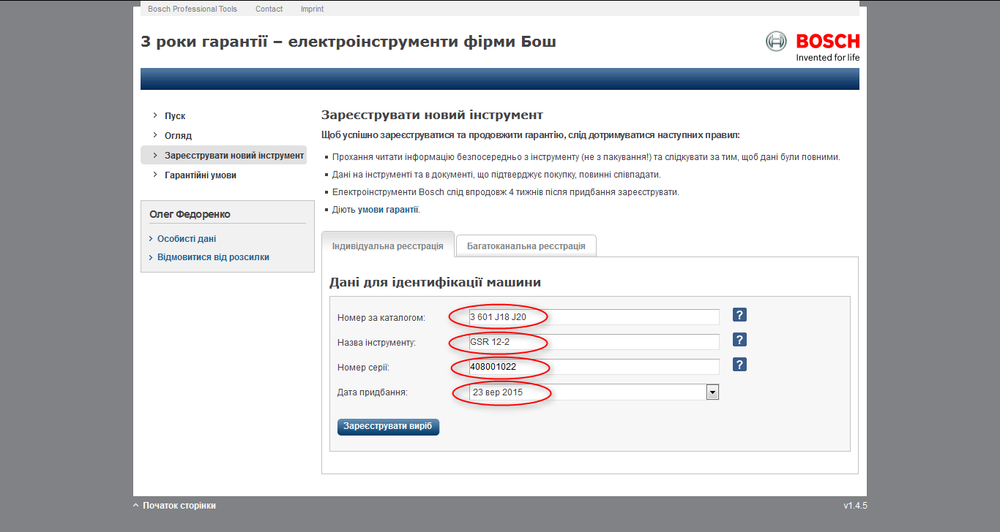 Bosch Professional Tools Contact Imprint
3 роки гарантії – електроінструменти фірми Бош
BOSCH
Invented for life
Пуск
Огляд
Зареєструвати новий інструмент
Гарантійні умови
Олег Федоренко
Особисті дані
Відмовитися від розсилки
Зареєструвати новий інструмент
Щоб успішно зареєструватися та продовжити гарантію, слід дотримуватися наступних правил:
Прохання читати інформацію безпосередньо з інструменту (не з пакування!) та слідкувати за тим, щоб дані були повними.
Дані на інструменті та в документі, що підтверджує покупку, повинні співпадати.
Електроінструменти Bosch слід впродовж 4 тижнів після придбання зареєструвати.
Діють умови гарантії.
Індивідуальна реєстрація Багатоканальна реєстрація
Дані для ідентифікації машини
Номер за каталогом: 3 601 J18 J20 ?
Назва інструменту: GSR 12-2 ?
Номер серії: 408001022 ?
Дата придбання: 23 вер 2015
Зареєструвати виріб
Початок сторінки v1.4.5